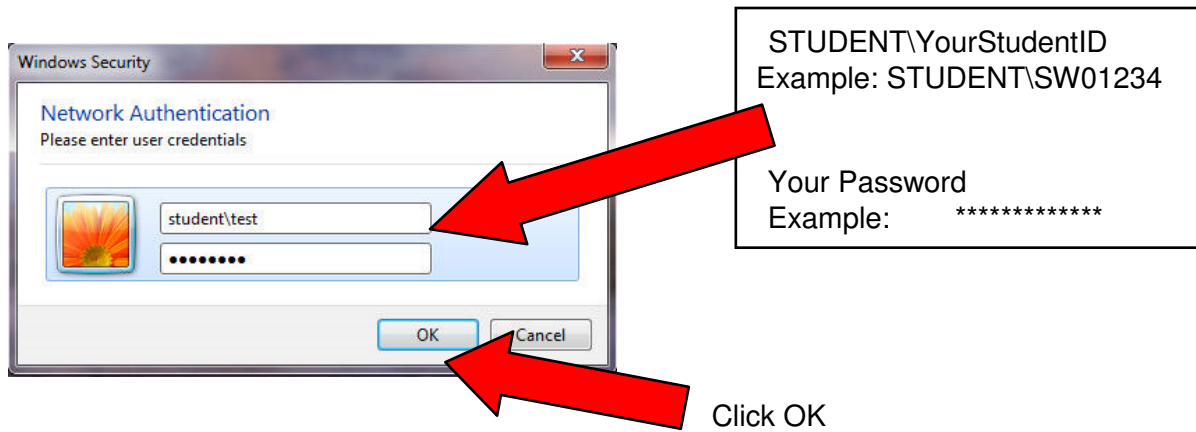 Windows Security
Network Authentication
Please enter user credentials
student\test
●●●●●●●●
OK
Cancel
STUDENT\YourStudentID
Example: STUDENT\SW01234
Your Password
Example: *************
Click OK